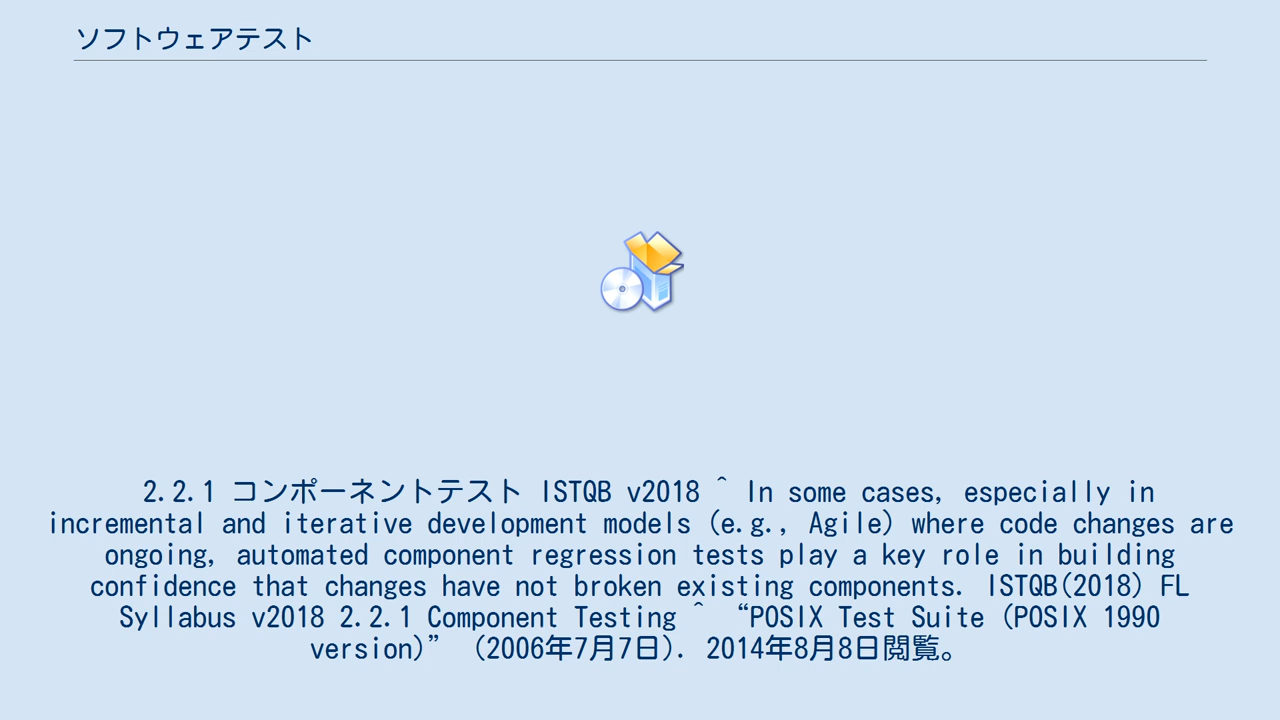 ソフトウェアテスト
2.2.1 コンポーネントテスト ISTQB v2018 ^ In some cases, especially in
incremental and iterative development models (e.g., Agile) where code changes are
ongoing, automated component regression tests play a key role in building
confidence that changes have not broken existing components. ISTQB(2018) FL
Syllabus v2018 2.2.1 Component Testing ^ “POSIX Test Suite (POSIX 1990
version)” (2006年7月7日). 2014年8月8日閲覧。